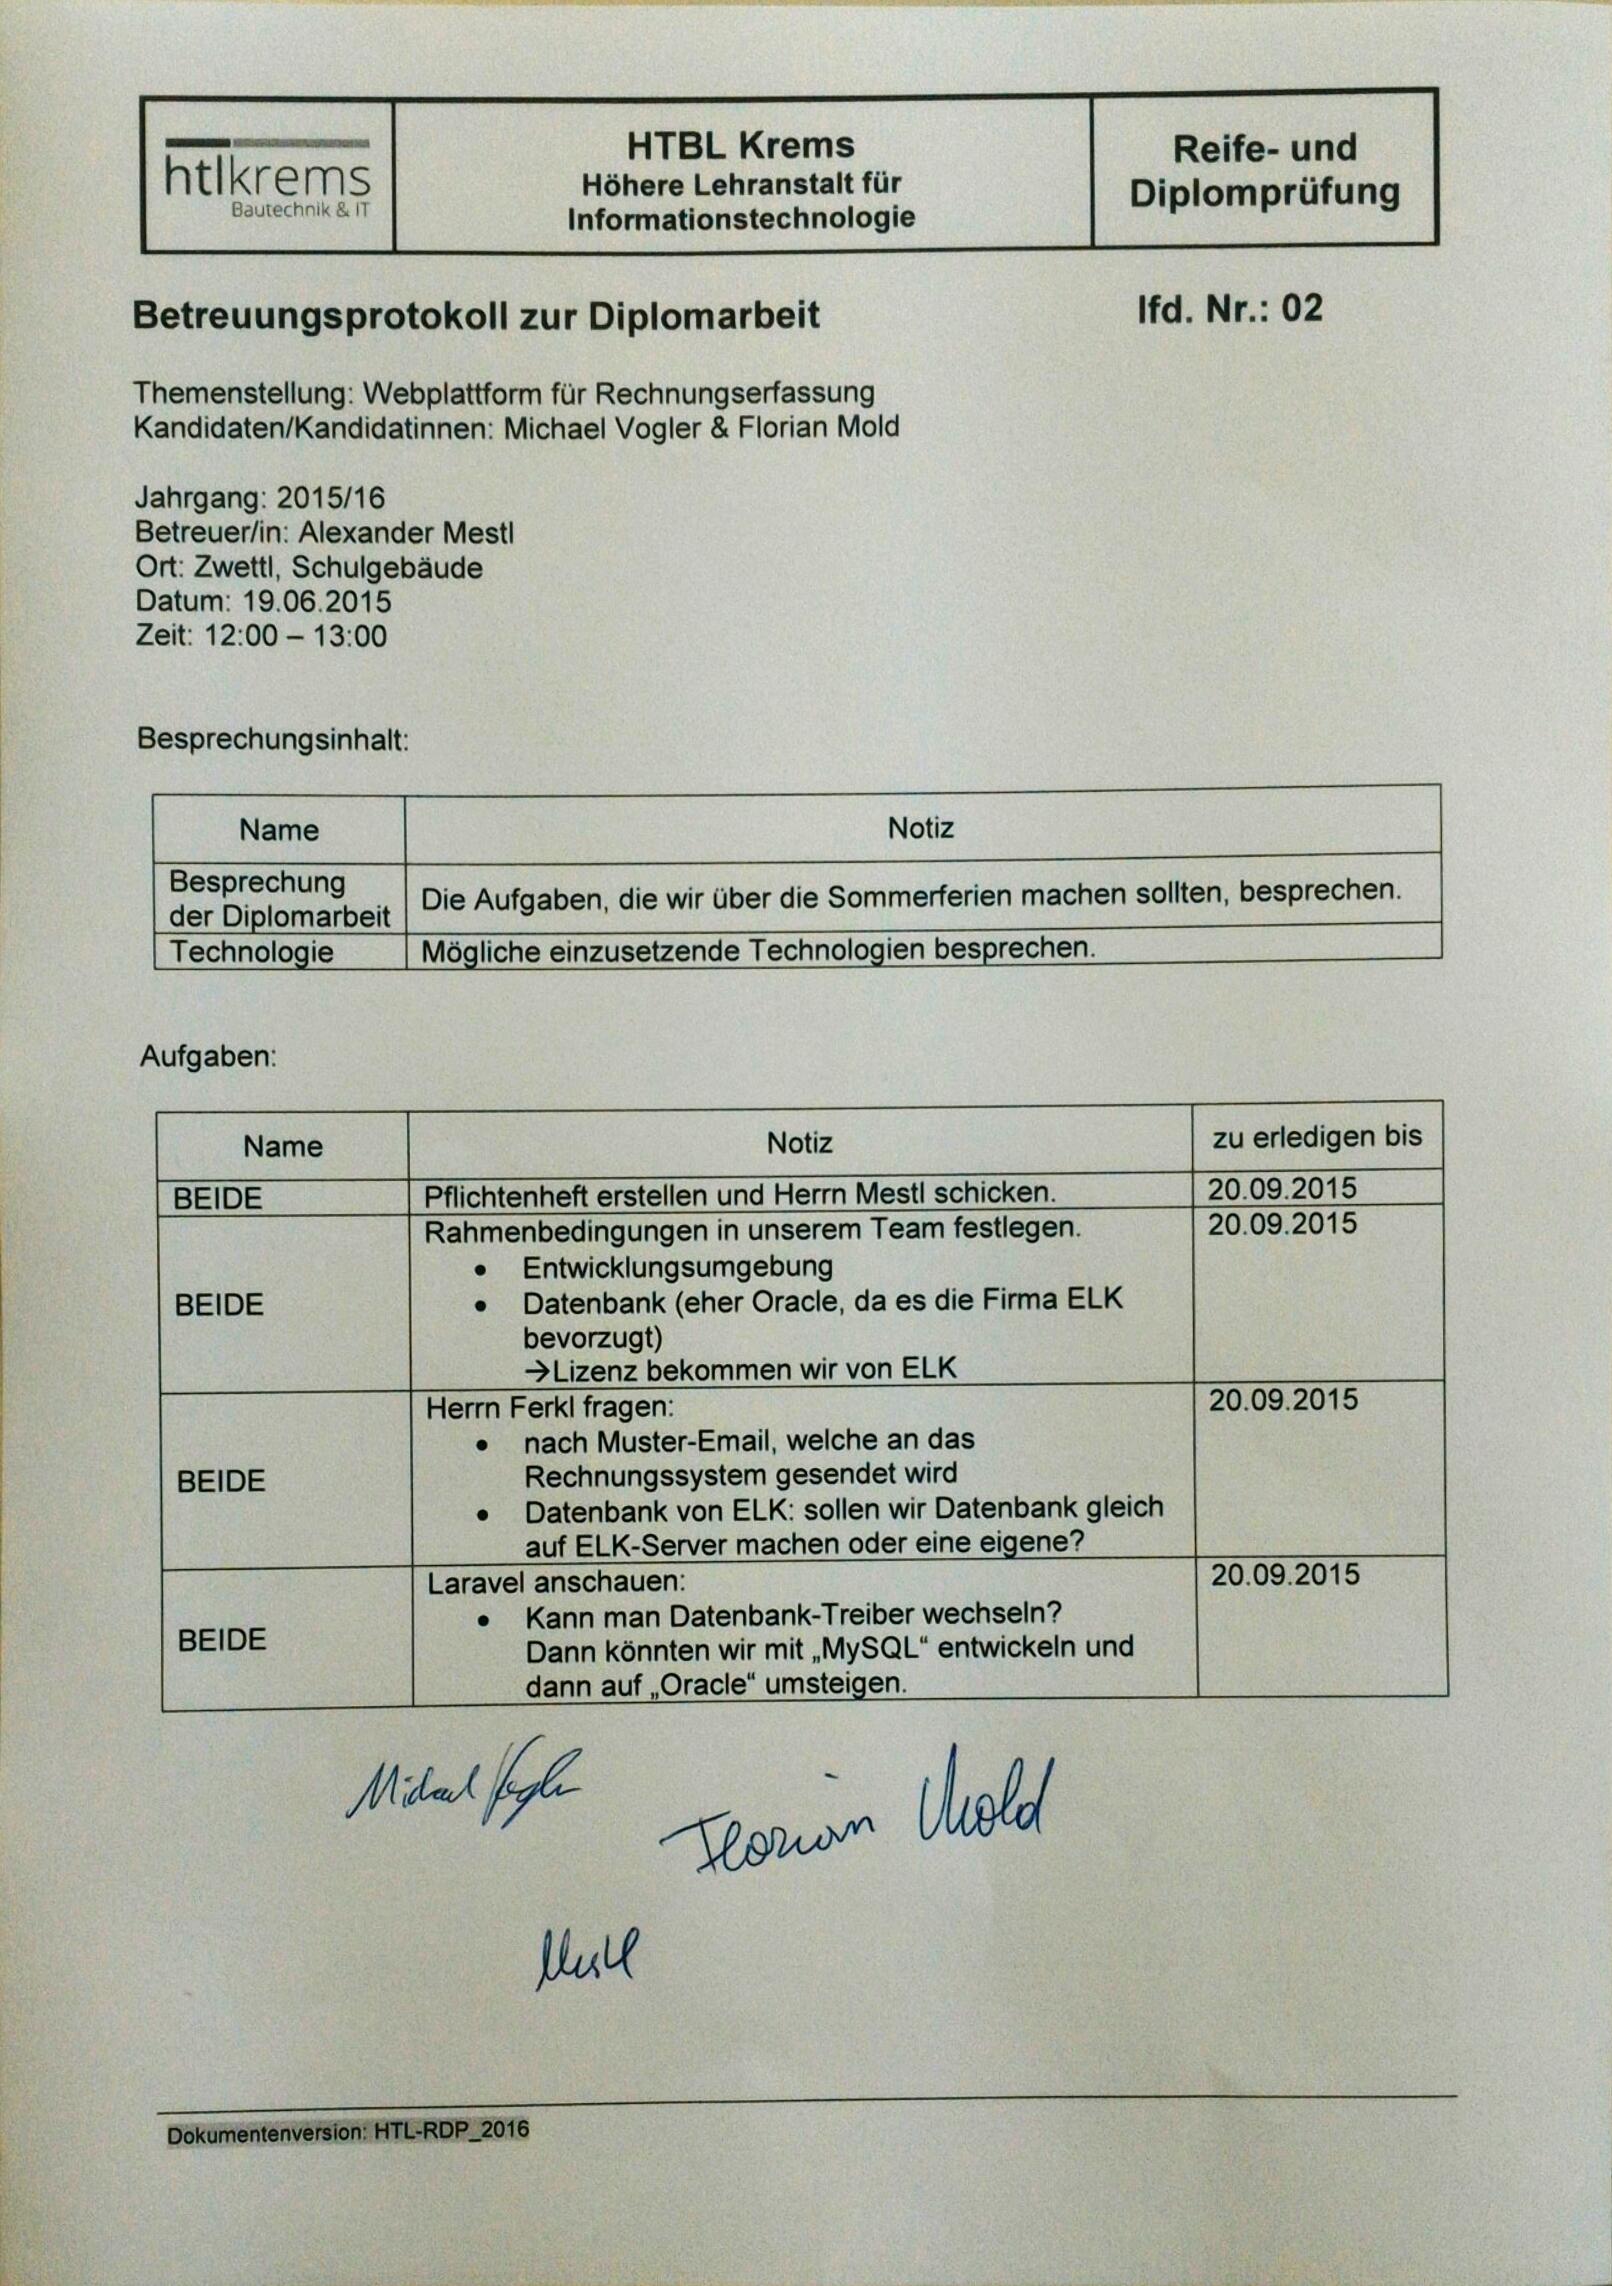 htlkrems
Bautechnik & IT
HTBL Krems
Höhere Lehranstalt für
Informationstechnologie
Reife- und
Diplomprüfung
Betreuungsprotokoll zur Diplomarbeit
lfd. Nr.: 02
Themenstellung: Webplattform für Rechnungserfassung
Kandidaten/Kandidatinnen: Michael Vogler & Florian Mold
Jahrgang: 2015/16
Betreuer/in: Alexander Mestl
Ort: Zwettl, Schulgebäude
Datum: 19.06.2015
Zeit: 12:00 – 13:00
Besprechungsinhalt:
Name
Notiz
Besprechung
der Diplomarbeit
Die Aufgaben, die wir über die Sommerferien machen sollten, besprechen.
Technologie
Mögliche einzusetzende Technologien besprechen.
Aufgaben:
Name
Notiz
zu erledigen bis
BEIDE
Pflichtenheft erstellen und Herrn Mestl schicken.
20.09.2015
BEIDE
Rahmenbedingungen in unserem Team festlegen.
• Entwicklungsumgebung
• Datenbank (eher Oracle, da es die Firma ELK
bevorzugt)
→Lizenz bekommen wir von ELK
20.09.2015
BEIDE
Herrn Ferkl fragen:
• nach Muster-Email, welche an das
Rechnungssystem gesendet wird
• Datenbank von ELK: sollen wir Datenbank gleich
auf ELK-Server machen oder eine eigene?
20.09.2015
BEIDE
Laravel anschauen:
• Kann man Datenbank-Treiber wechseln?
Dann könnten wir mit „MySQL“ entwickeln und
dann auf „Oracle“ umsteigen.
20.09.2015
Michael Vogler
Florian Mold
Mestl
Dokumentenversion: HTL-RDP_2016